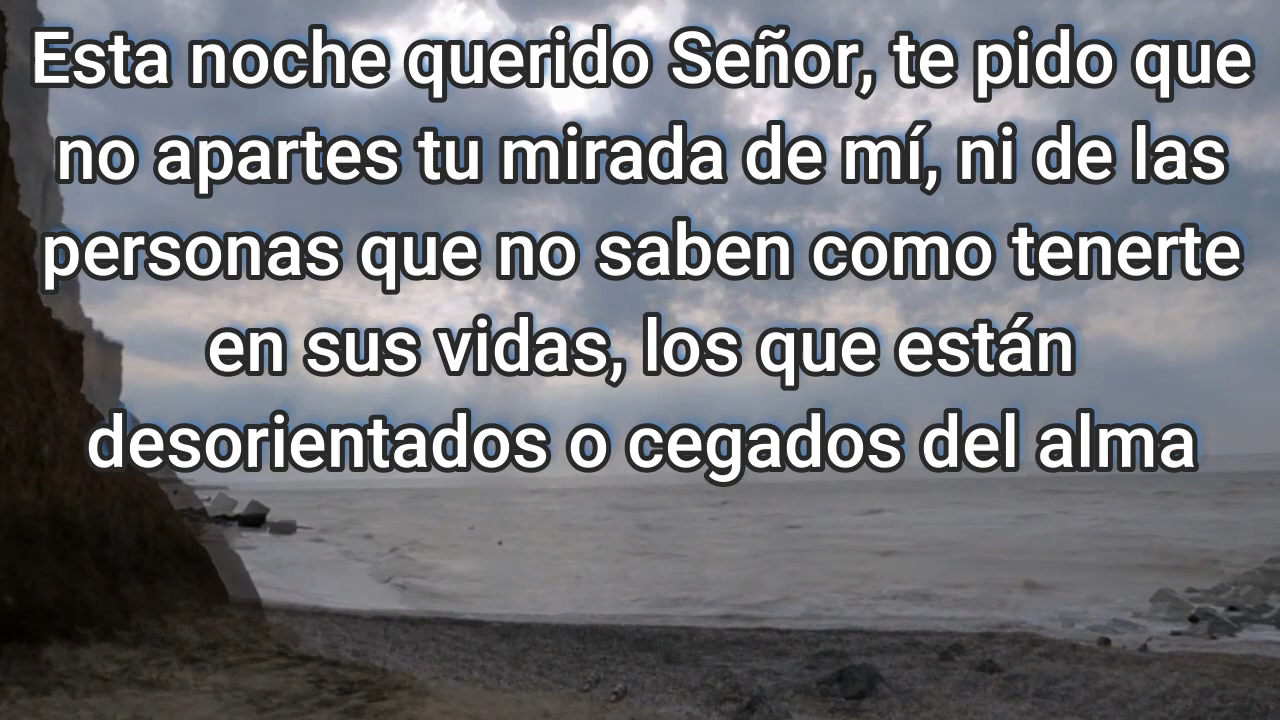 Esta noche querido Señor, te pido que
no apartes tu mirada de mí, ni de las
personas que no saben como tenerte
en sus vidas, los que están
desorientados o cegados del alma